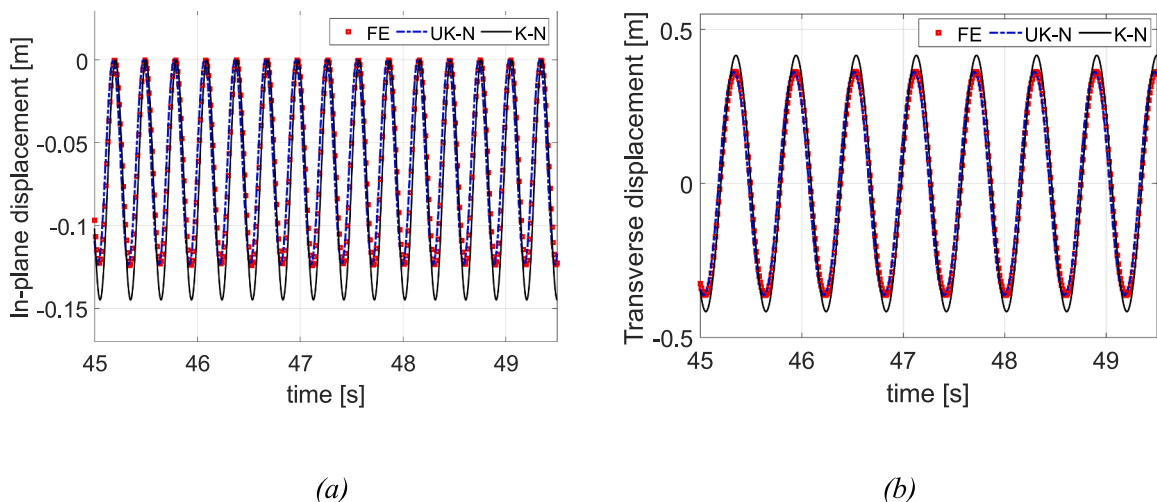 FE UK-N K-N
0
-0.05
-0.1
-0.15
In-plane displacement [m]
45 46 47 48 49
time [s]
(a)
FE UK-N K-N
0.5
0
-0.5
Transverse displacement [m]
45 46 47 48 49
time [s]
(b)